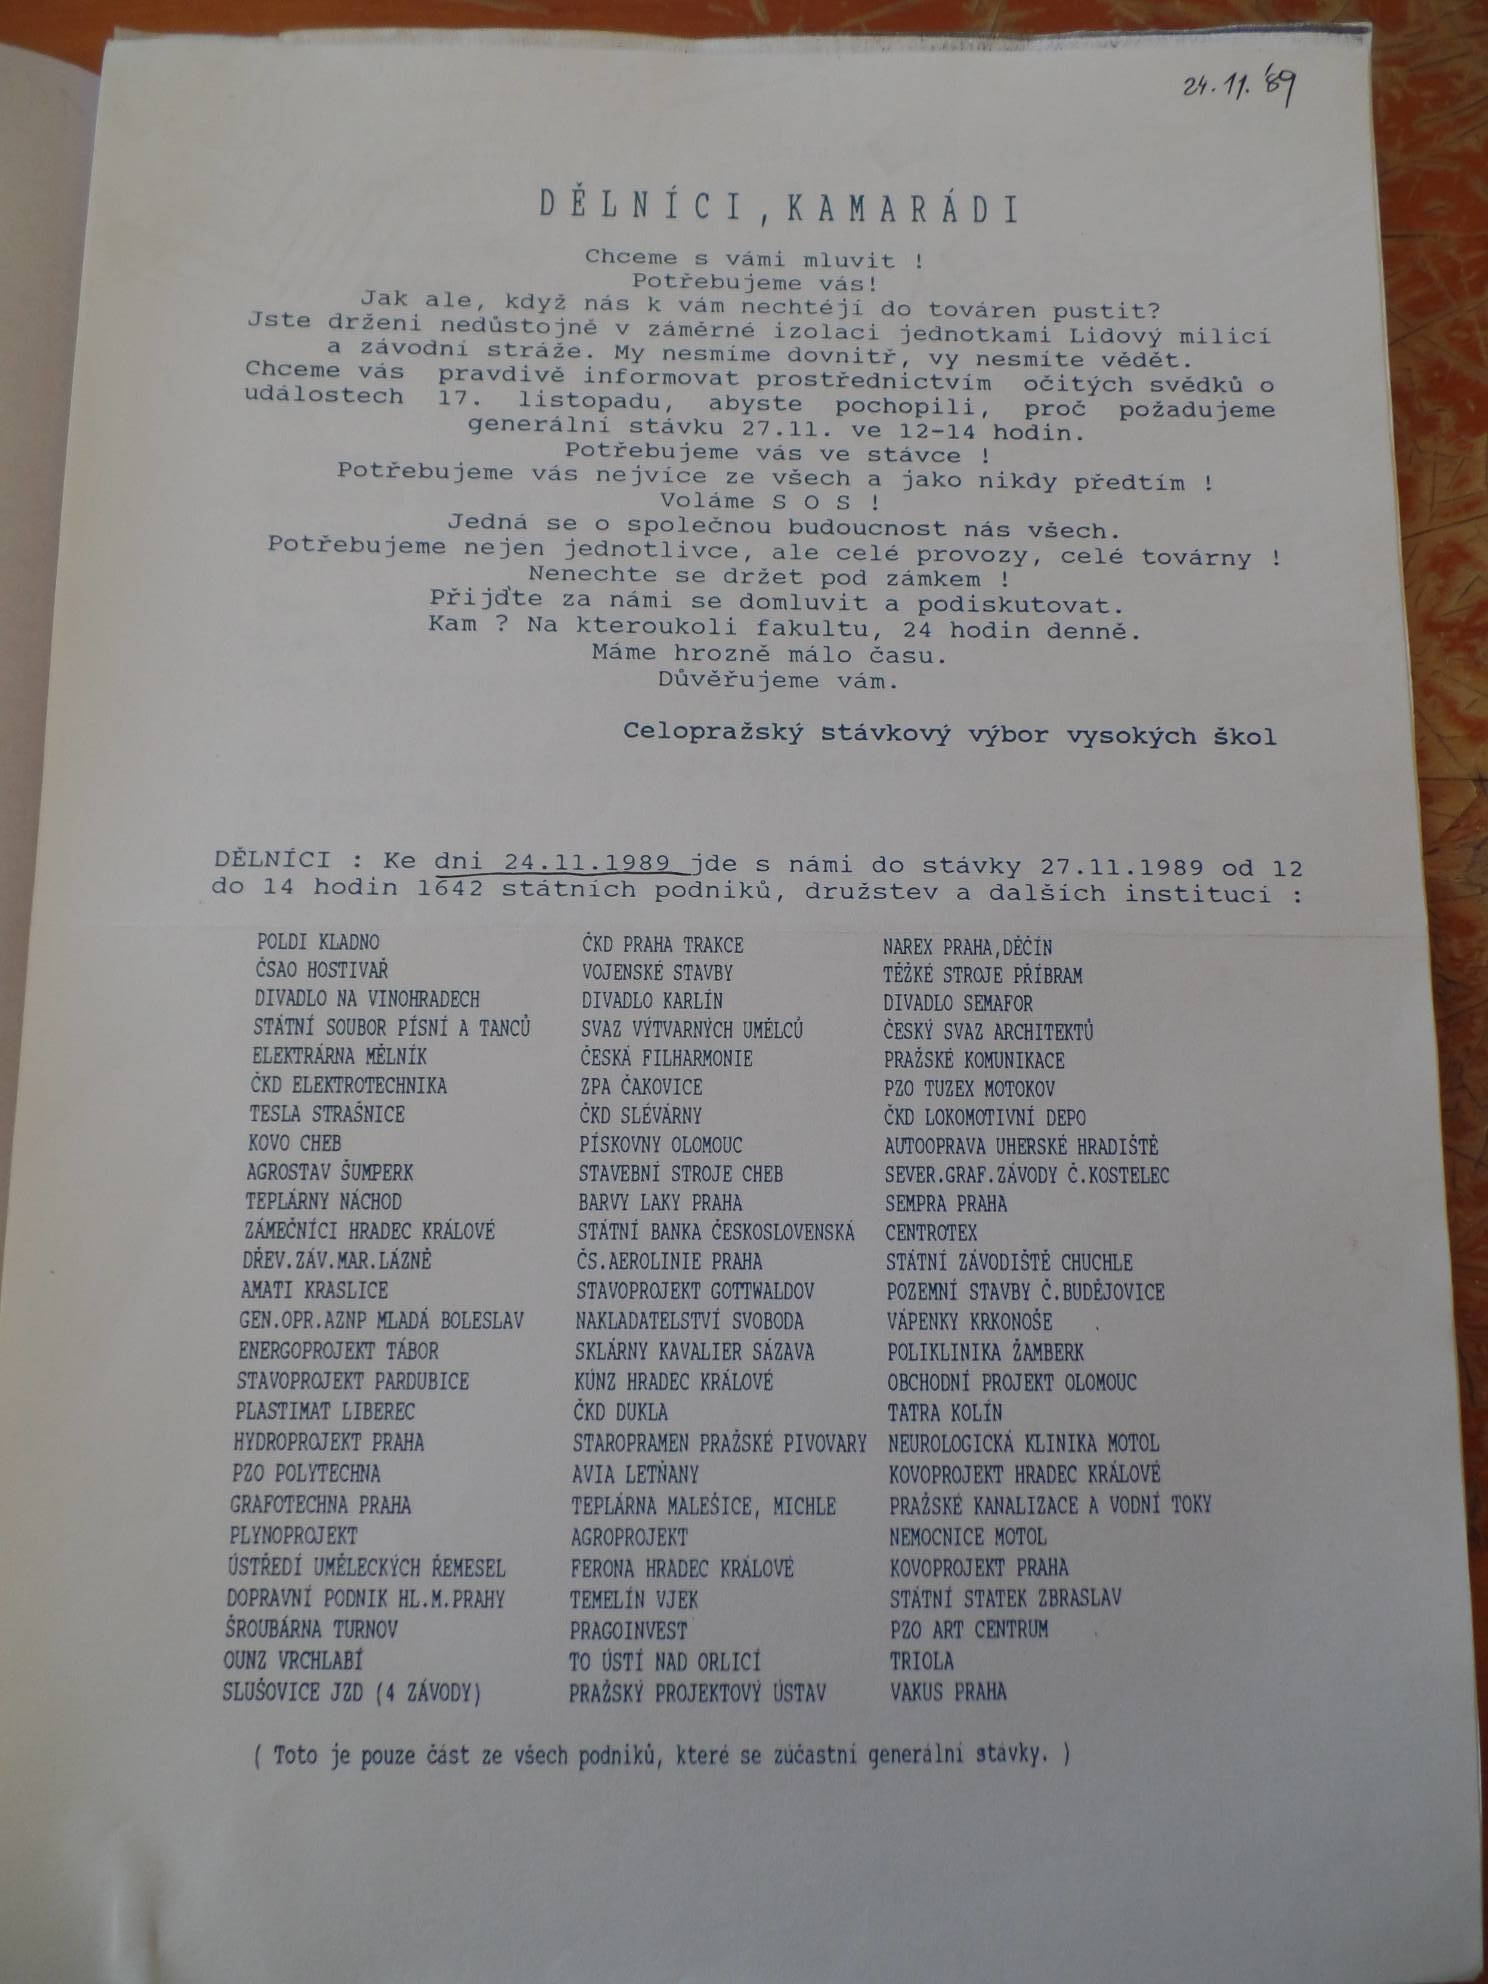 24.11.'89
DĚLNÍCI, KAMARÁDI
Chceme s vámi mluvit !
Potřebujeme vás!
Jak ale, když nás k vám nechtějí do továren pustit?
Jste drženi nedůstojně v záměrné izolaci jednotkami Lidový milicí
a závodní stráže. My nesmíme dovnitř, vy nesmíte vědět.
Chceme vás pravdivě informovat prostřednictvím očitých svědků o
událostech 17. listopadu, abyste pochopili, proč požadujeme
generální stávku 27.11. ve 12-14 hodin.
Potřebujeme vás ve stávce !
Potřebujeme vás nejvíce ze všech a jako nikdy předtím !
Voláme S O S !
Jedná se o společnou budoucnost nás všech.
Potřebujeme nejen jednotlivce, ale celé provozy, celé továrny !
Nenechte se držet pod zámkem !
Přijďte za námi se domluvit a podiskutovat.
Kam ? Na kteroukoli fakultu, 24 hodin denně.
Máme hrozně málo času.
Důvěřujeme vám.
Celopražský stávkový výbor vysokých škol
DĚLNÍCI : Ke dni 24.11.1989 jde s námi do stávky 27.11.1989 od 12
do 14 hodin 1642 státních podniků, družstev a dalších institucí :
POLDI KLADNO ČKD PRAHA TRAKCE NAREX PRAHA,DĚČÍN
ČSAO HOSTIVAŘ VOJENSKÉ STAVBY TĚŽKÉ STROJE PŘÍBRAM
DIVADLO NA VINOHRADECH DIVADLO KARLÍN DIVADLO SEMAFOR
STÁTNÍ SOUBOR PÍSNÍ A TANCŮ SVAZ VÝTVARNÝCH UMĚLCŮ ČESKÝ SVAZ ARCHITEKTŮ
ELEKTRÁRNA MĚLNÍK ČESKÁ FILHARMONIE PRAŽSKÉ KOMUNIKACE
ČKD ELEKTROTECHNIKA ZPA ČAKOVICE PZO TUZEX MOTOKOV
TESLA STRAŠNICE ČKD SLÉVÁRNY ČKD LOKOMOTIVNÍ DEPO
KOVO CHEB PÍSKOVNY OLOMOUC AUTOOPRAVA UHERSKÉ HRADIŠTĚ
AGROSTAV ŠUMPERK STAVEBNÍ STROJE CHEB SEVER.GRAF.ZÁVODY Č.KOSTELEC
TEPLÁRNY NÁCHOD BARVY LAKY PRAHA SEMPRA PRAHA
ZÁMEČNÍCI HRADEC KRÁLOVÉ STÁTNÍ BANKA ČESKOSLOVENSKÁ CENTROTEX
DŘEV.ZÁV.MAR.LÁZNĚ ČS.AEROLINIE PRAHA STÁTNÍ ZÁVODIŠTĚ CHUCHLE
AMATI KRASLICE STAVOPROJEKT GOTTWALDOV POZEMNÍ STAVBY Č.BUDĚJOVICE
GEN.OPR.AZNP MLADÁ BOLESLAV NAKLADATELSTVÍ SVOBODA VÁPENKY KRKONOŠE
ENERGOPROJEKT TÁBOR SKLÁRNY KAVALIER SÁZAVA POLIKLINIKA ŽAMBERK
STAVOPROJEKT PARDUBICE KÚNZ HRADEC KRÁLOVÉ OBCHODNÍ PROJEKT OLOMOUC
PLASTIMAT LIBEREC ČKD DUKLA TATRA KOLÍN
HYDROPROJEKT PRAHA STAROPRAMEN PRAŽSKÉ PIVOVARY NEUROLOGICKÁ KLINIKA MOTOL
PZO POLYTECHNA AVIA LETŇANY KOVOPROJEKT HRADEC KRÁLOVÉ
GRAFOTECHNA PRAHA TEPLÁRNA MALEŠICE, MICHLE PRAŽSKÉ KANALIZACE A VODNÍ TOKY
PLYNOPROJEKT AGROPROJEKT NEMOCNICE MOTOL
ÚSTŘEDÍ UMĚLECKÝCH ŘEMESEL FERONA HRADEC KRÁLOVÉ KOVOPROJEKT PRAHA
DOPRAVNÍ PODNIK HL.M.PRAHY TEMELÍN VJEK STÁTNÍ STATEK ZBRASLAV
ŠROUBÁRNA TURNOV PRAGOINVEST PZO ART CENTRUM
OUNZ VRCHLABÍ TO ÚSTÍ NAD ORLICÍ TRIOLA
SLUŠOVICE JZD (4 ZÁVODY) PRAŽSKÝ PROJEKTOVÝ ÚSTAV VAKUS PRAHA
( Toto je pouze část ze všech podniků, které se zúčastní generální stávky. )